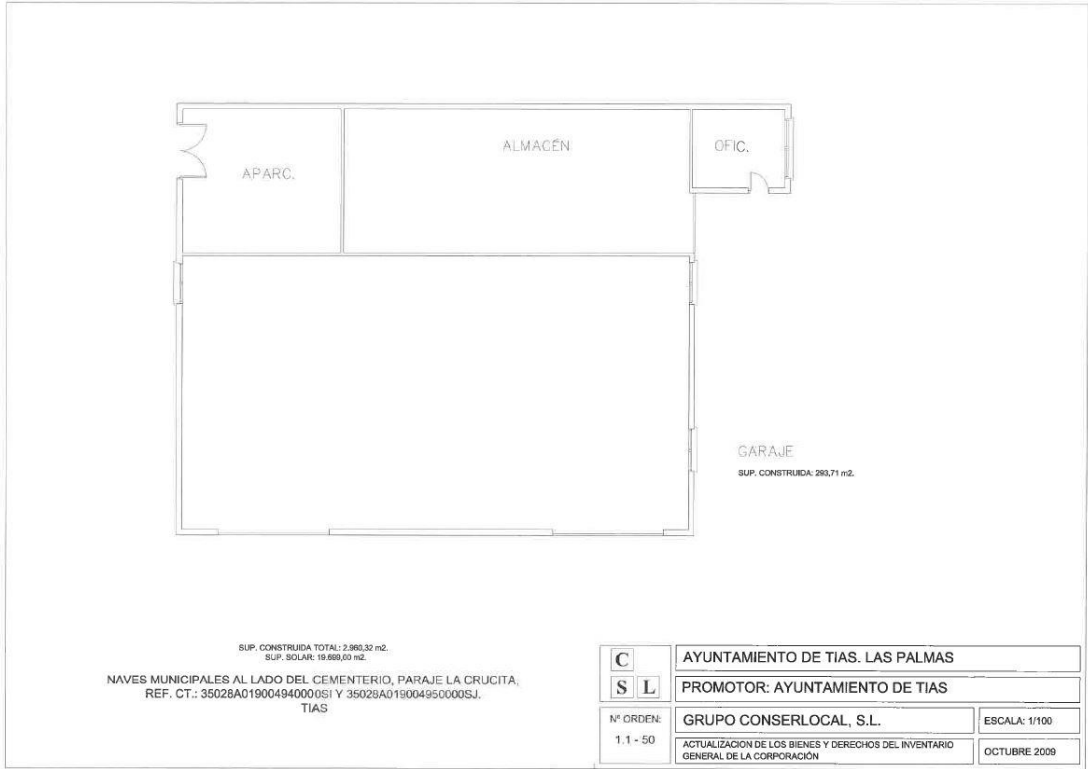 APARC.
ALMACÉN
OFIC.
GARAJE
SUP. CONSTRUIDA: 293,71 m2.
SUP. CONSTRUIDA TOTAL: 2.960,32 m2.
SUP. SOLAR: 19.699,00 m2.
NAVES MUNICIPALES AL LADO DEL CEMENTERIO, PARAJE LA CRUCITA,
REF. CT.: 35028A019004940000SI Y 35028A019004950000SJ.
TIAS
C
S L
AYUNTAMIENTO DE TIAS. LAS PALMAS
PROMOTOR: AYUNTAMIENTO DE TIAS
Nº ORDEN:
1.1 - 50
GRUPO CONSERLOCAL, S.L.
ESCALA: 1/100
ACTUALIZACION DE LOS BIENES Y DERECHOS DEL INVENTARIO
GENERAL DE LA CORPORACIÓN
OCTUBRE 2009